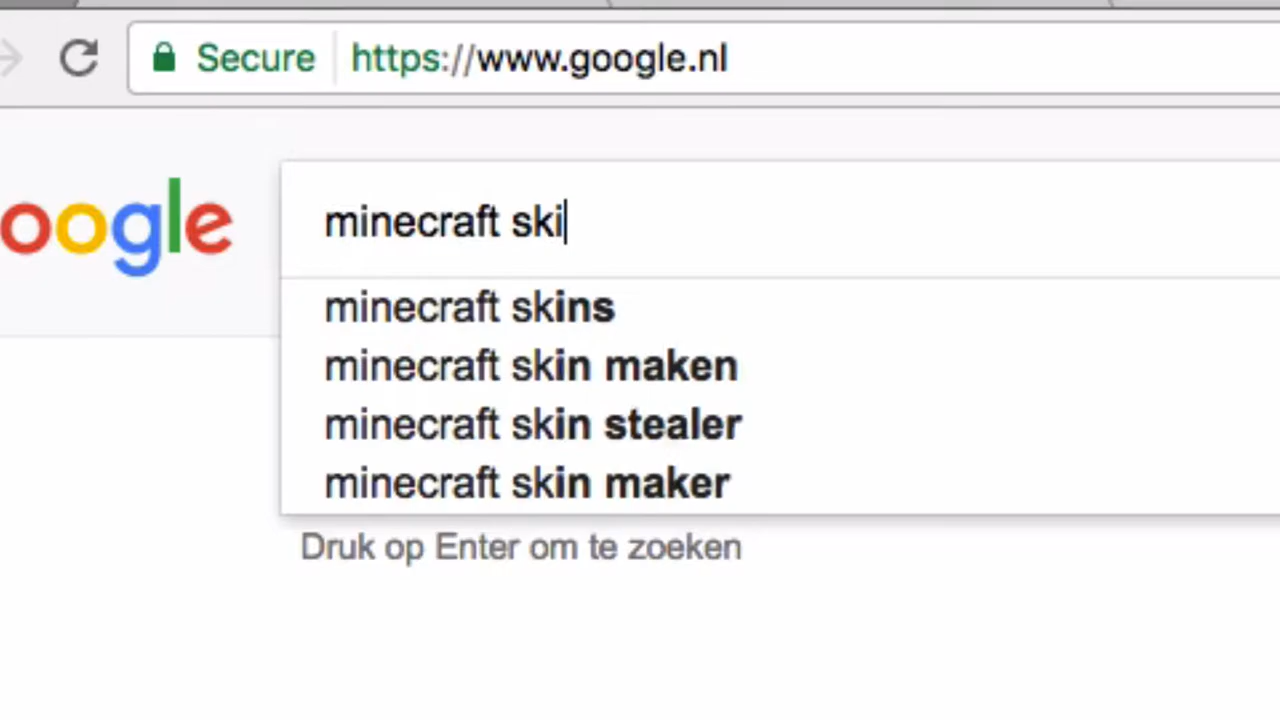 Secure https://www.google.nl
oogle
minecraft ski
minecraft skins
minecraft skin maken
minecraft skin stealer
minecraft skin maker
Druk op Enter om te zoeken